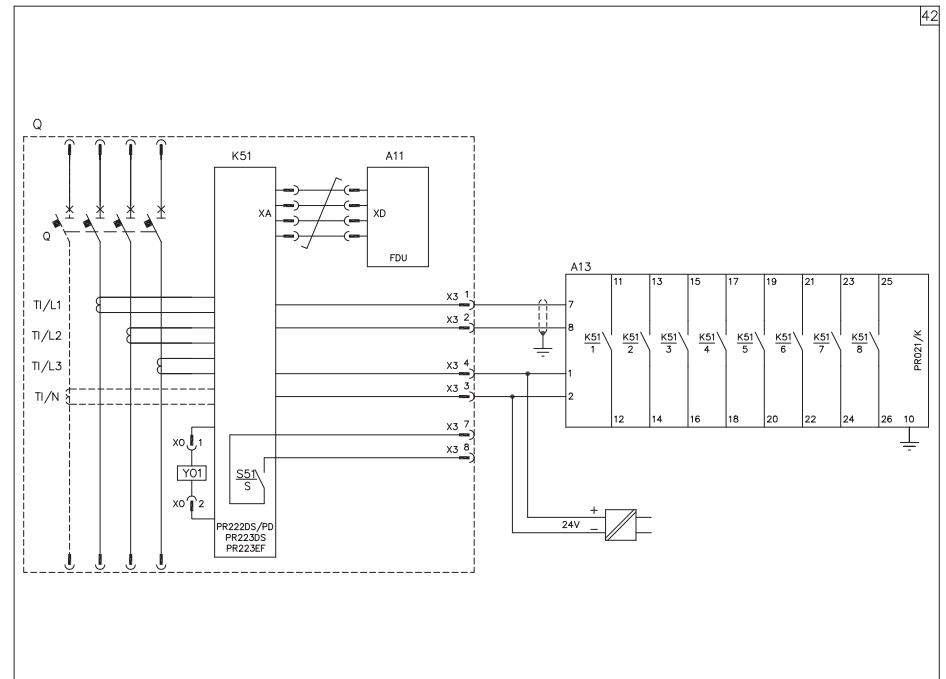 42
Q
K51
A11
XA
XD
FDU
Q
A13
11 13 15 17 19 21 23 25
TI/L1
X3 1
7
TI/L2
X3 2
8
K51 K51 K51 K51 K51 K51 K51 K51
1 2 3 4 5 6 7 8
PR021/K
TI/L3
X3 4
1
TI/N
X3 3
2
12 14 16 18 20 22 24 26 10
X3 7
X0 1
X3 8
Y01
S51
S
X0 2
PR222DS/PD
PR223DS
PR223EF
+
24V
−